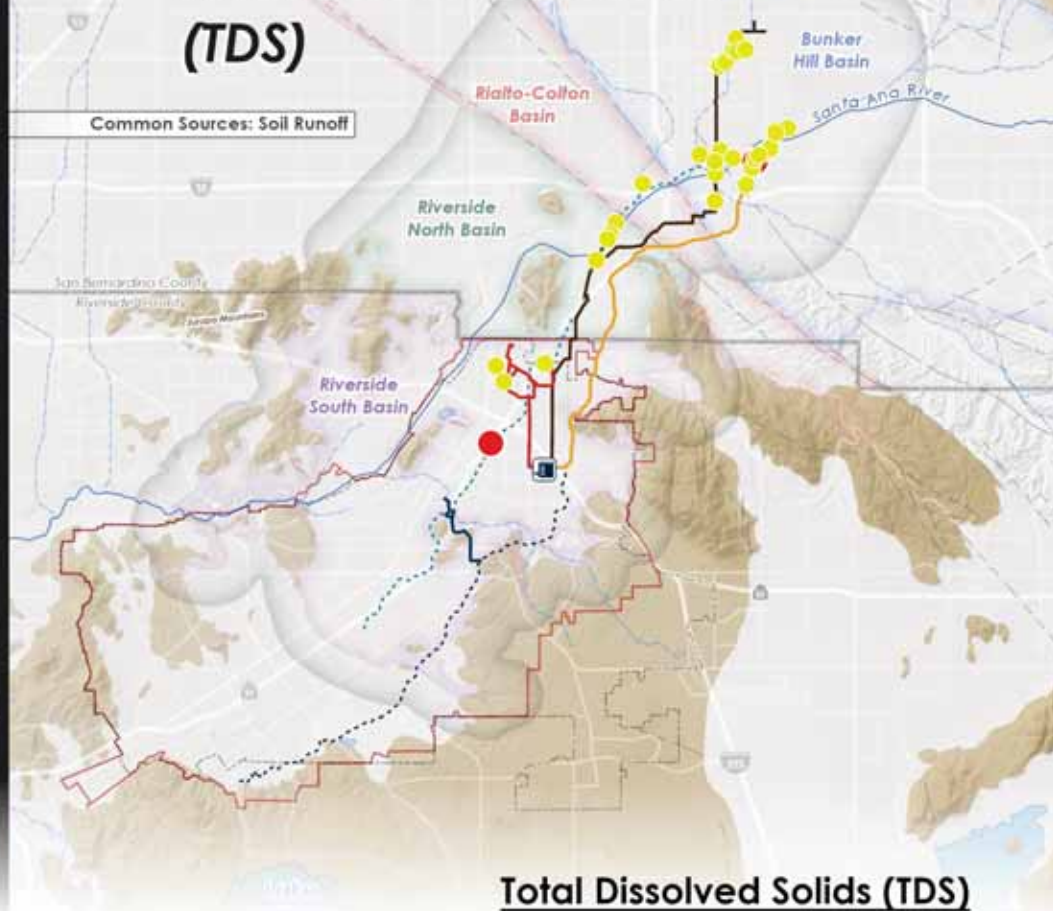 (TDS)
Common Sources: Soil Runoff
Bunker
Hill Basin
Santa Ana River
Rialto-Colton
Basin
Riverside
North Basin
San Bernardino County
Riverside County
Jurupa Mountains
Riverside
South Basin
215
Total Dissolved Solids (TDS)